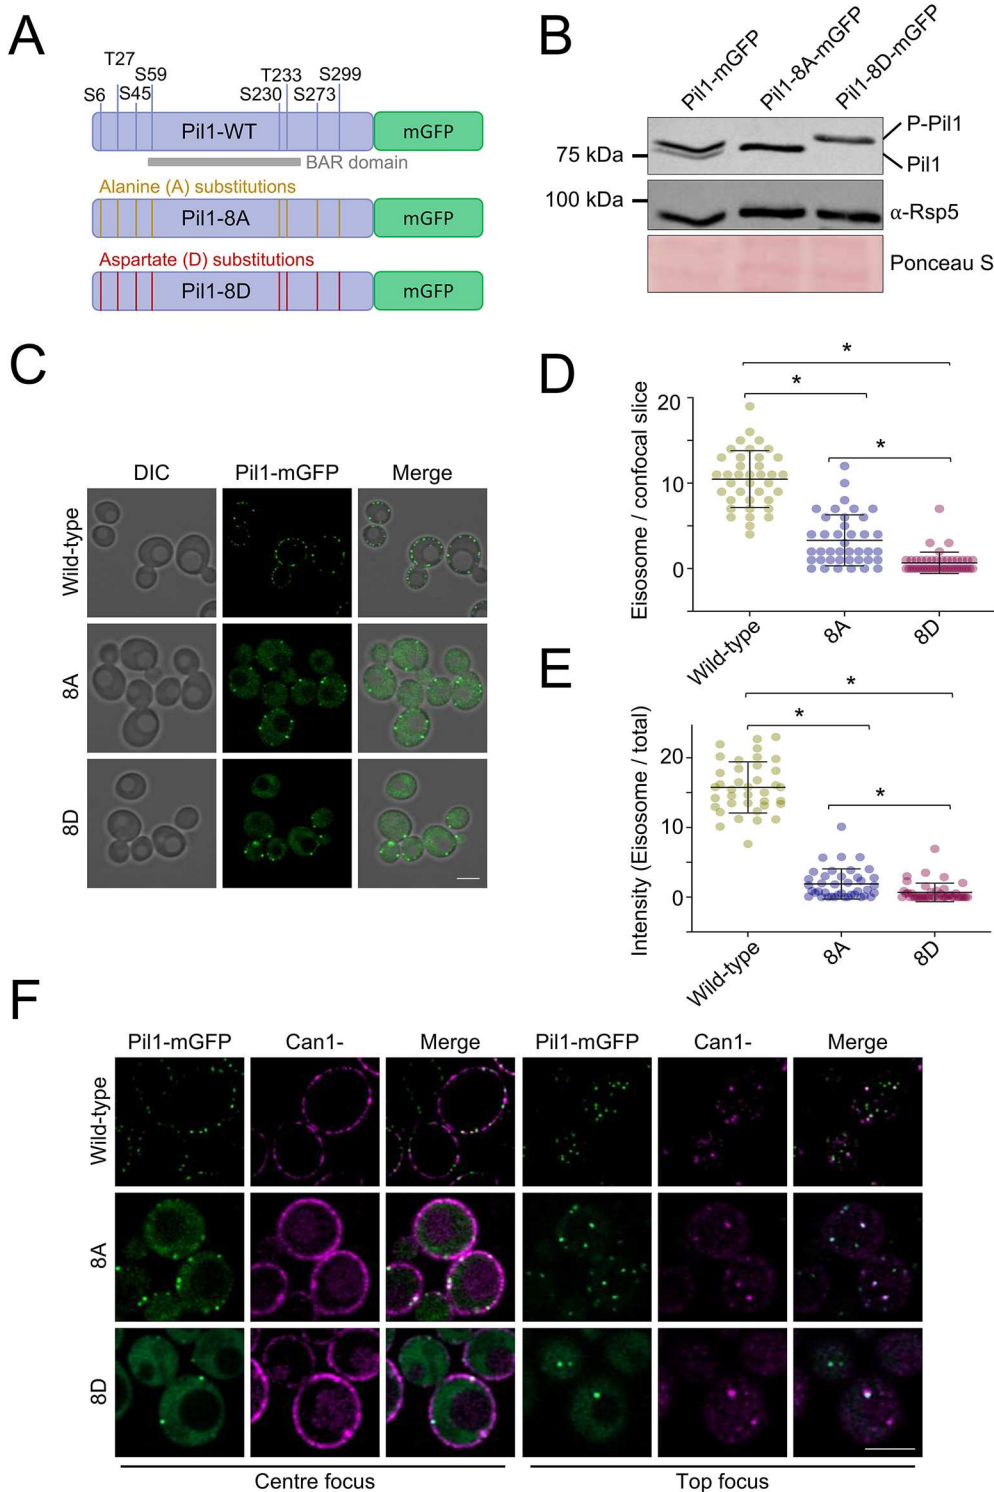 A
T27
S59
T233
S299
S6
S45
S230
S273
Pil1-WT
mGFP
BAR domain
Alanine (A) substitutions
Pil1-8A
mGFP
Aspartate (D) substitutions
Pil1-8D
mGFP
B
Pil1-mGFP
Pil1-8A-mGFP
Pil1-8D-mGFP
P-Pil1
75 kDa
Pil1
100 kDa
α-Rsp5
Ponceau S
C
DIC
Pil1-mGFP
Merge
Wild-type
8A
8D
D
Eisosome / confocal slice
20
10
0
*
*
*
Wild-type
8A
8D
E
Intensity (Eisosome / total)
20
10
0
*
*
*
Wild-type
8A
8D
F
Pil1-mGFP
Can1-
Merge
Pil1-mGFP
Can1-
Merge
Wild-type
8A
8D
Centre focus
Top focus